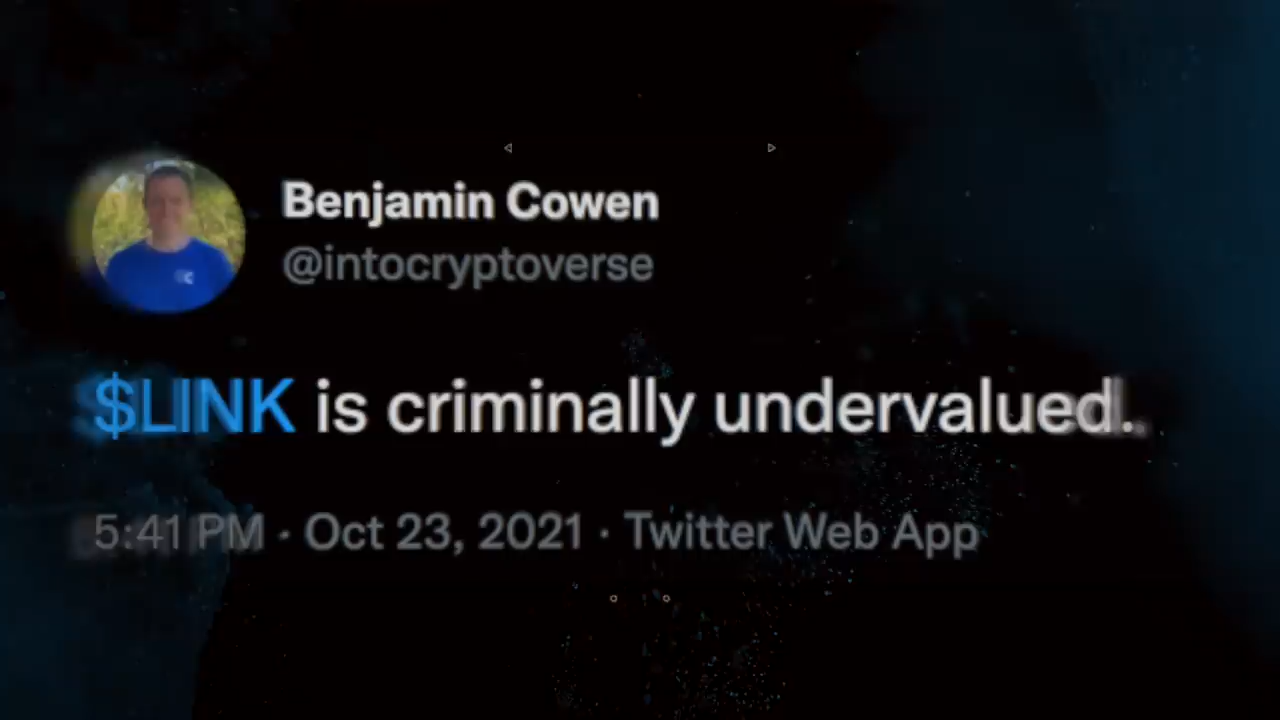 Benjamin Cowen
@intocryptoverse
$LINK is criminally undervalued.
5:41 PM · Oct 23, 2021 · Twitter Web App